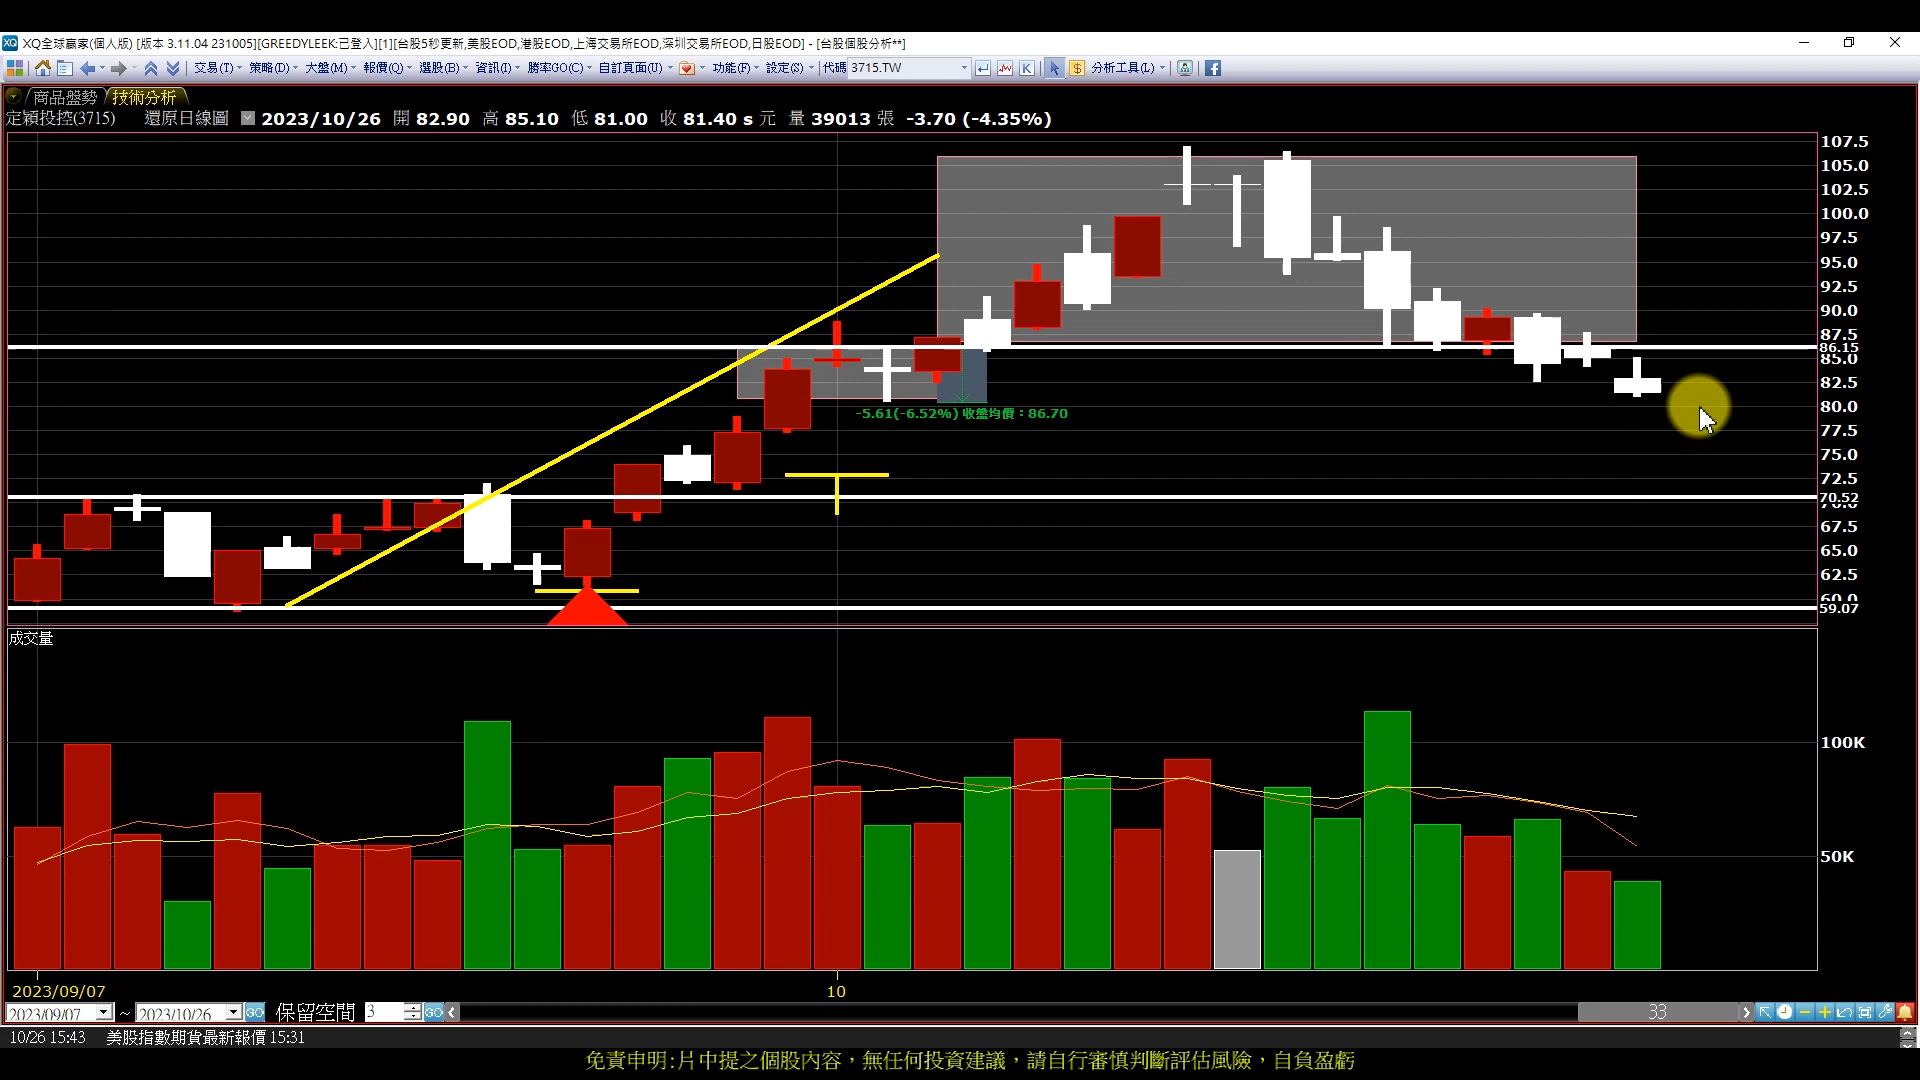 XQ全球贏家(個人版) [版本 3.11.04 231005][GREEDYLEEK:已登入][1][台股5秒更新,美股EOD,港股EOD,上海交易所EOD,深圳交易所EOD,日股EOD] - [台股個股分析**]
交易(T) 策略(D) 大盤(M) 報價(Q) 選股(B) 資訊(I) 勝率GO(C) 自訂頁面(U) 功能(F) 設定(S) 代碼 3715.TW K $ 分析工具(L)
商品盤勢 技術分析
定穎投控(3715) 還原日線圖 2023/10/26 開 82.90 高 85.10 低 81.00 收 81.40 s 元 量 39013 張 -3.70 (-4.35%)
107.5
105.0
102.5
100.0
97.5
95.0
92.5
90.0
87.5
86.15
85.0
82.5
80.0
77.5
75.0
72.5
70.52
67.5
65.0
62.5
60.0
59.07
-5.61(-6.52%) 收盤均價：86.70
成交量
100K
50K
2023/09/07 10
2023/09/07 ~ 2023/10/26 GO 保留空間 3 GO 33
10/26 15:43 美股指數期貨最新報價 15:31
免責申明:片中提之個股內容，無任何投資建議，請自行審慎判斷評估風險，自負盈虧